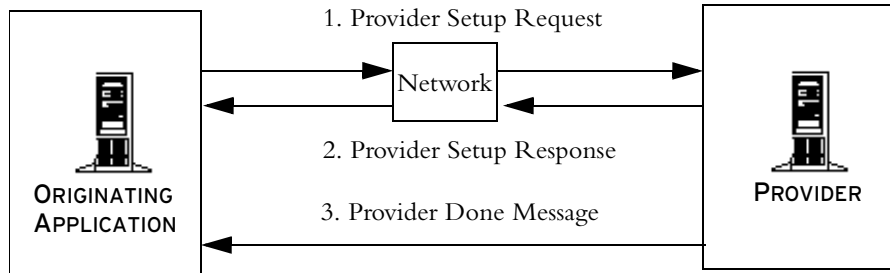 1. Provider Setup Request
Network
2. Provider Setup Response
ORIGINATING
APPLICATION
PROVIDER
3. Provider Done Message